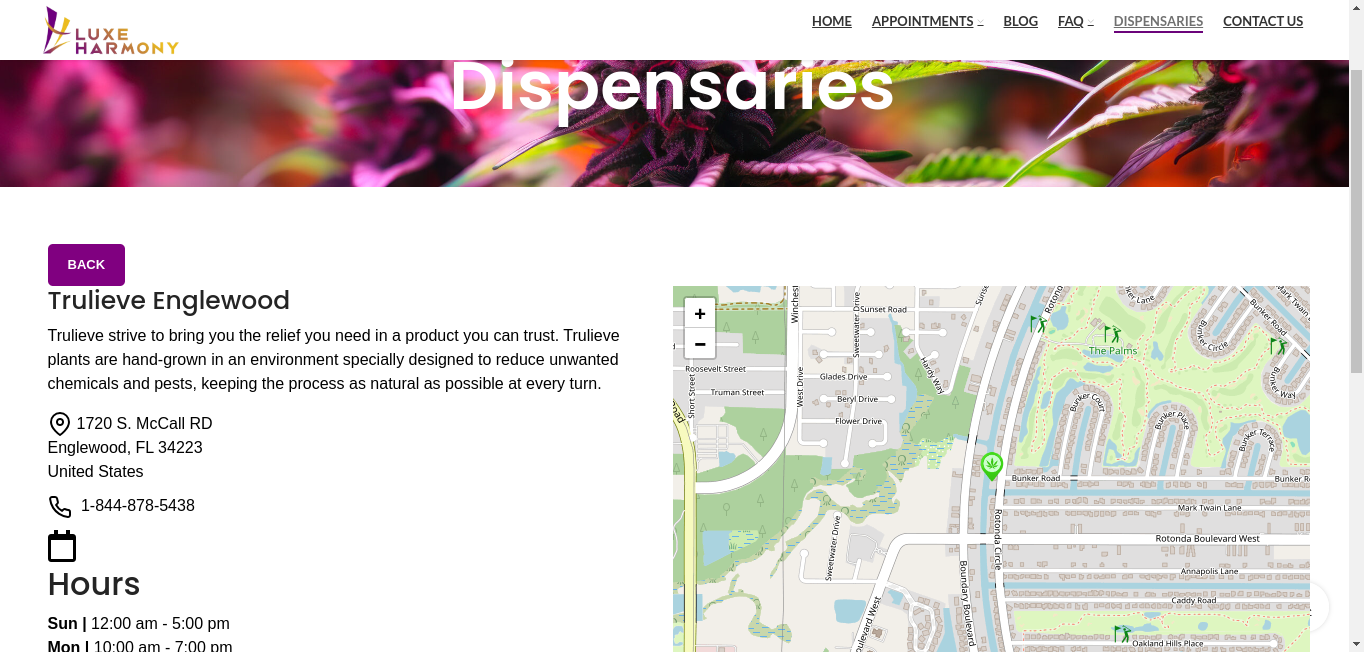 LUXE
HARMONY
HOME
APPOINTMENTS
BLOG
FAQ
DISPENSARIES
CONTACT US
Dispensaries
BACK
Trulieve Englewood
Trulieve strive to bring you the relief you need in a product you can trust. Trulieve
plants are hand-grown in an environment specially designed to reduce unwanted
chemicals and pests, keeping the process as natural as possible at every turn.
1720 S. McCall RD
Englewood, FL 34223
United States
1-844-878-5438
Hours
Sun | 12:00 am - 5:00 pm
Mon | 10:00 am - 7:00 pm
+
−
Sunset Road
Sweetwater Drive
Roosevelt Street
Truman Street
Short Street
West Drive
Glades Drive
Beryl Drive
Flower Drive
Hardy Way
The Palms
Bunker Lane
Bunker Road
Bunker Court
Bunker Place
Bunker Terrace
Bunker Way
Bunker Road
Mark Twain Lane
Rotonda Circle
Rotonda Boulevard West
Annapolis Lane
Caddy Road
Sweetwater Drive
Boundary Boulevard
Oakland Hills Place